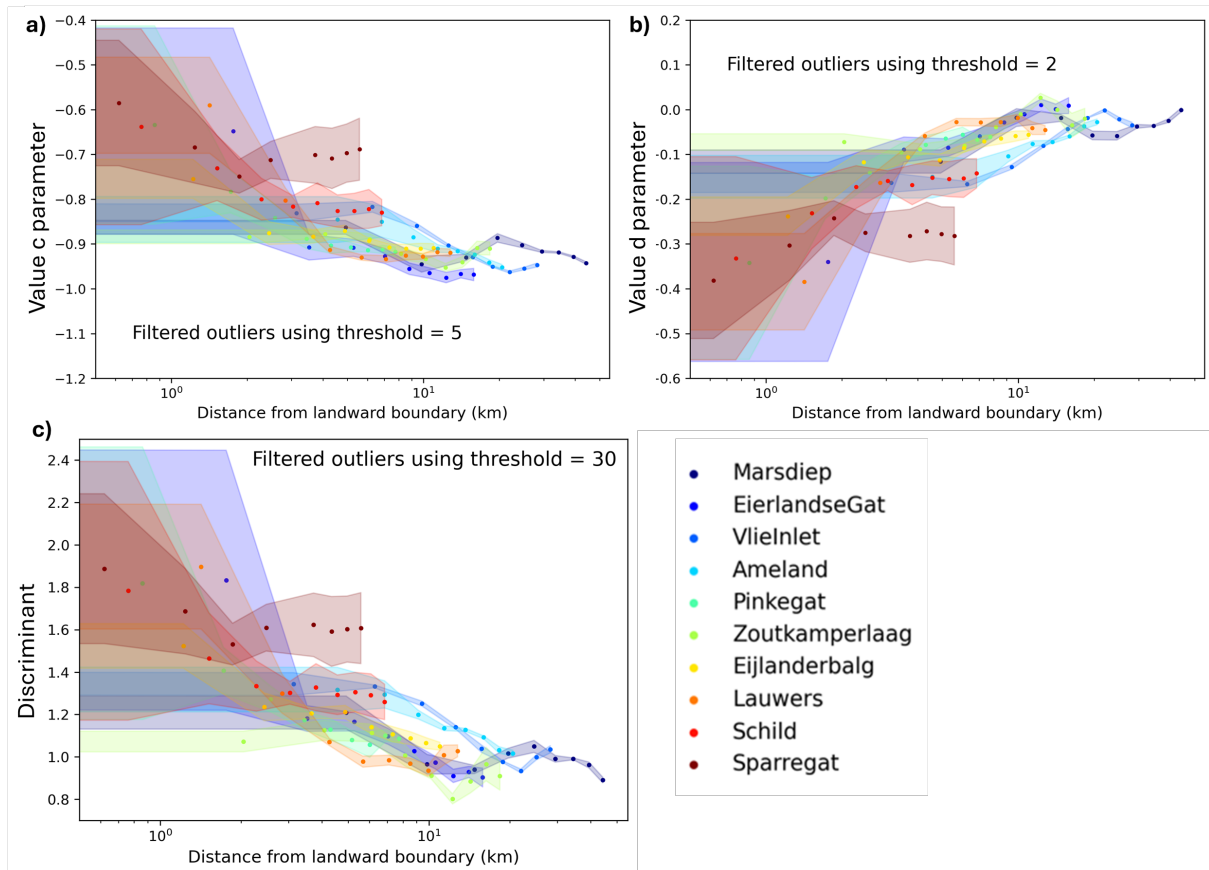 a)
−0.4
−0.5
−0.6
−0.7
−0.8
−0.9
−1.0
−1.1
−1.2
Value c parameter
Filtered outliers using threshold = 5
10⁰
10¹
Distance from landward boundary (km)
b)
0.2
0.1
0.0
-0.1
-0.2
-0.3
-0.4
-0.5
-0.6
Value d parameter
Filtered outliers using threshold = 2
10⁰
10¹
Distance from landward boundary (km)
c)
2.4
2.2
2.0
1.8
1.6
1.4
1.2
1.0
0.8
Discriminant
Filtered outliers using threshold = 30
10⁰
10¹
Distance from landward boundary (km)
Marsdiep
EierlandseGat
VlieInlet
Ameland
Pinkegat
Zoutkamperlaag
Eijlanderbalg
Lauwers
Schild
Sparregat